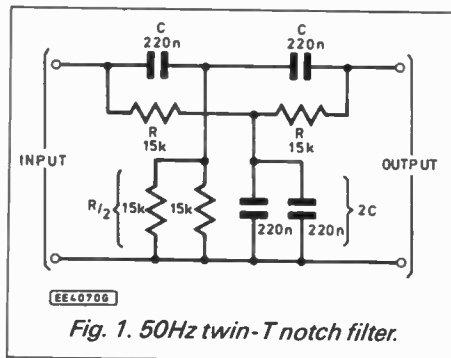 C
220n
C
220n
R
15k
R
15k
INPUT
OUTPUT
R/2
15k
15k
220n
220n
2C
EE4070G
Fig. 1. 50Hz twin-T notch filter.